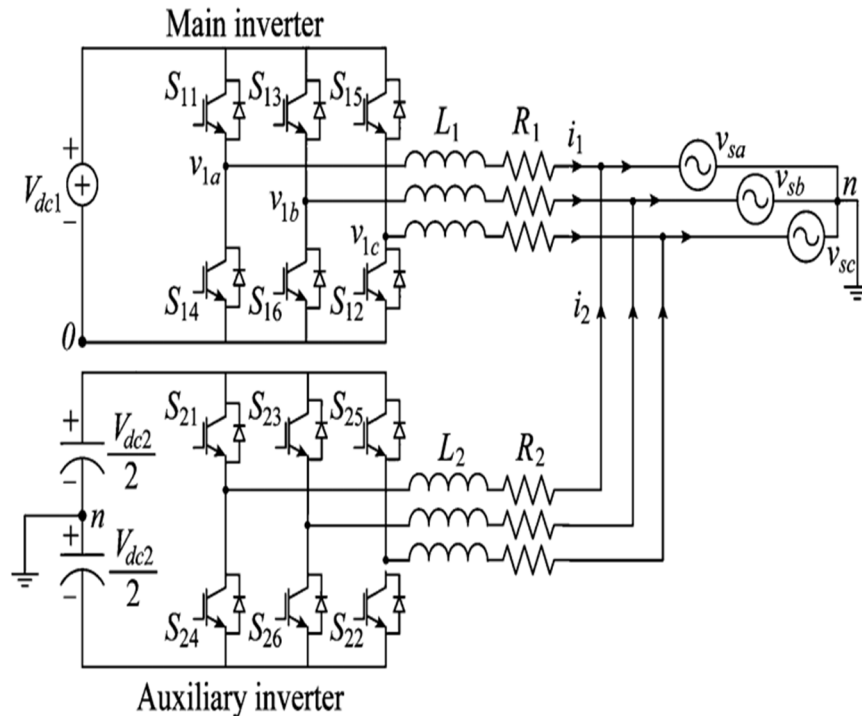 Main inverter
S11 S13 S15
L1 R1 i1 vsa
v1a
vsb n
Vdc1
+
+
-
v1b
v1c
vsc
S14 S16 S12
i2
0
S21 S23 S25
+
Vdc2
2
-
L2 R2
n
+
Vdc2
2
-
S24 S26 S22
Auxiliary inverter